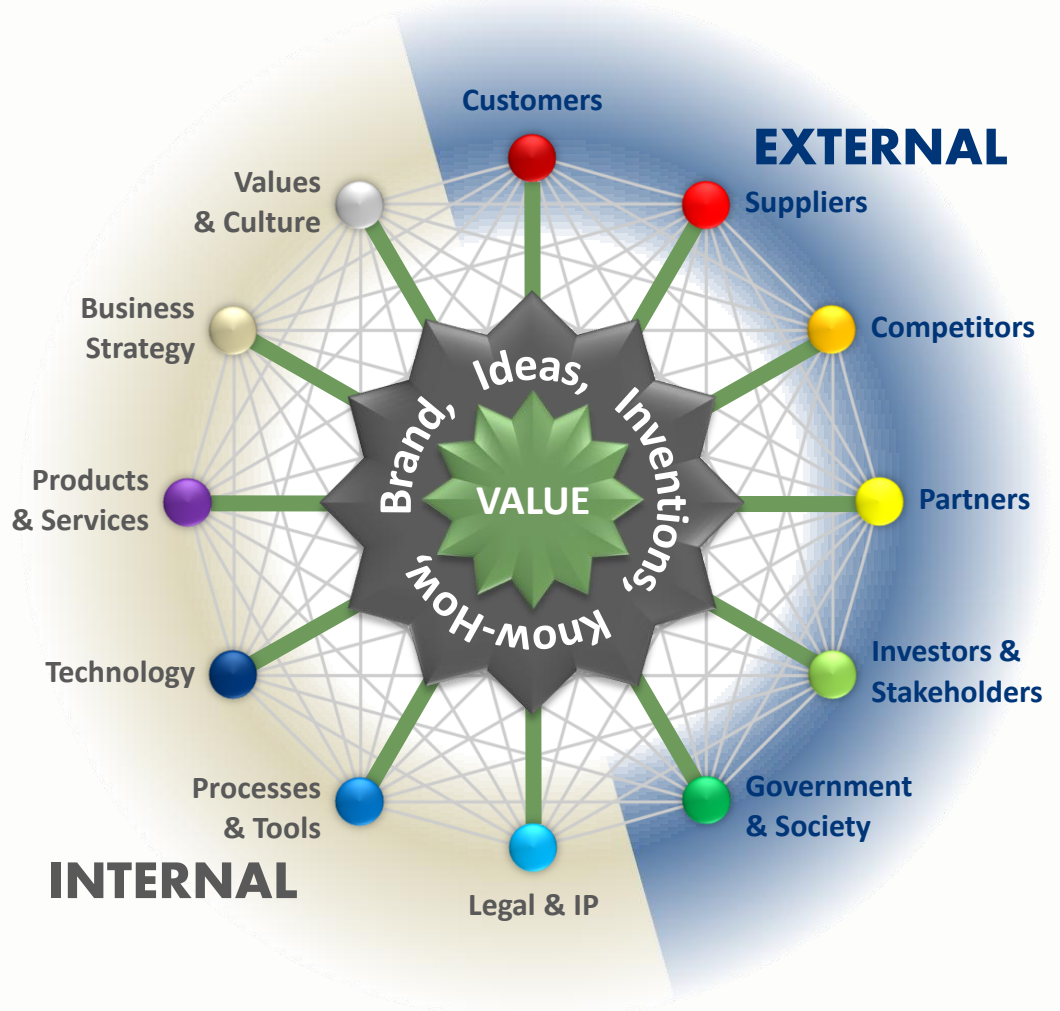 Customers
EXTERNAL
Suppliers
Competitors
Partners
Investors &
Stakeholders
Government
& Society
Legal & IP
INTERNAL
Processes
& Tools
Technology
Products
& Services
Business
Strategy
Values
& Culture
Brand, Ideas, Inventions, Know-How,
VALUE